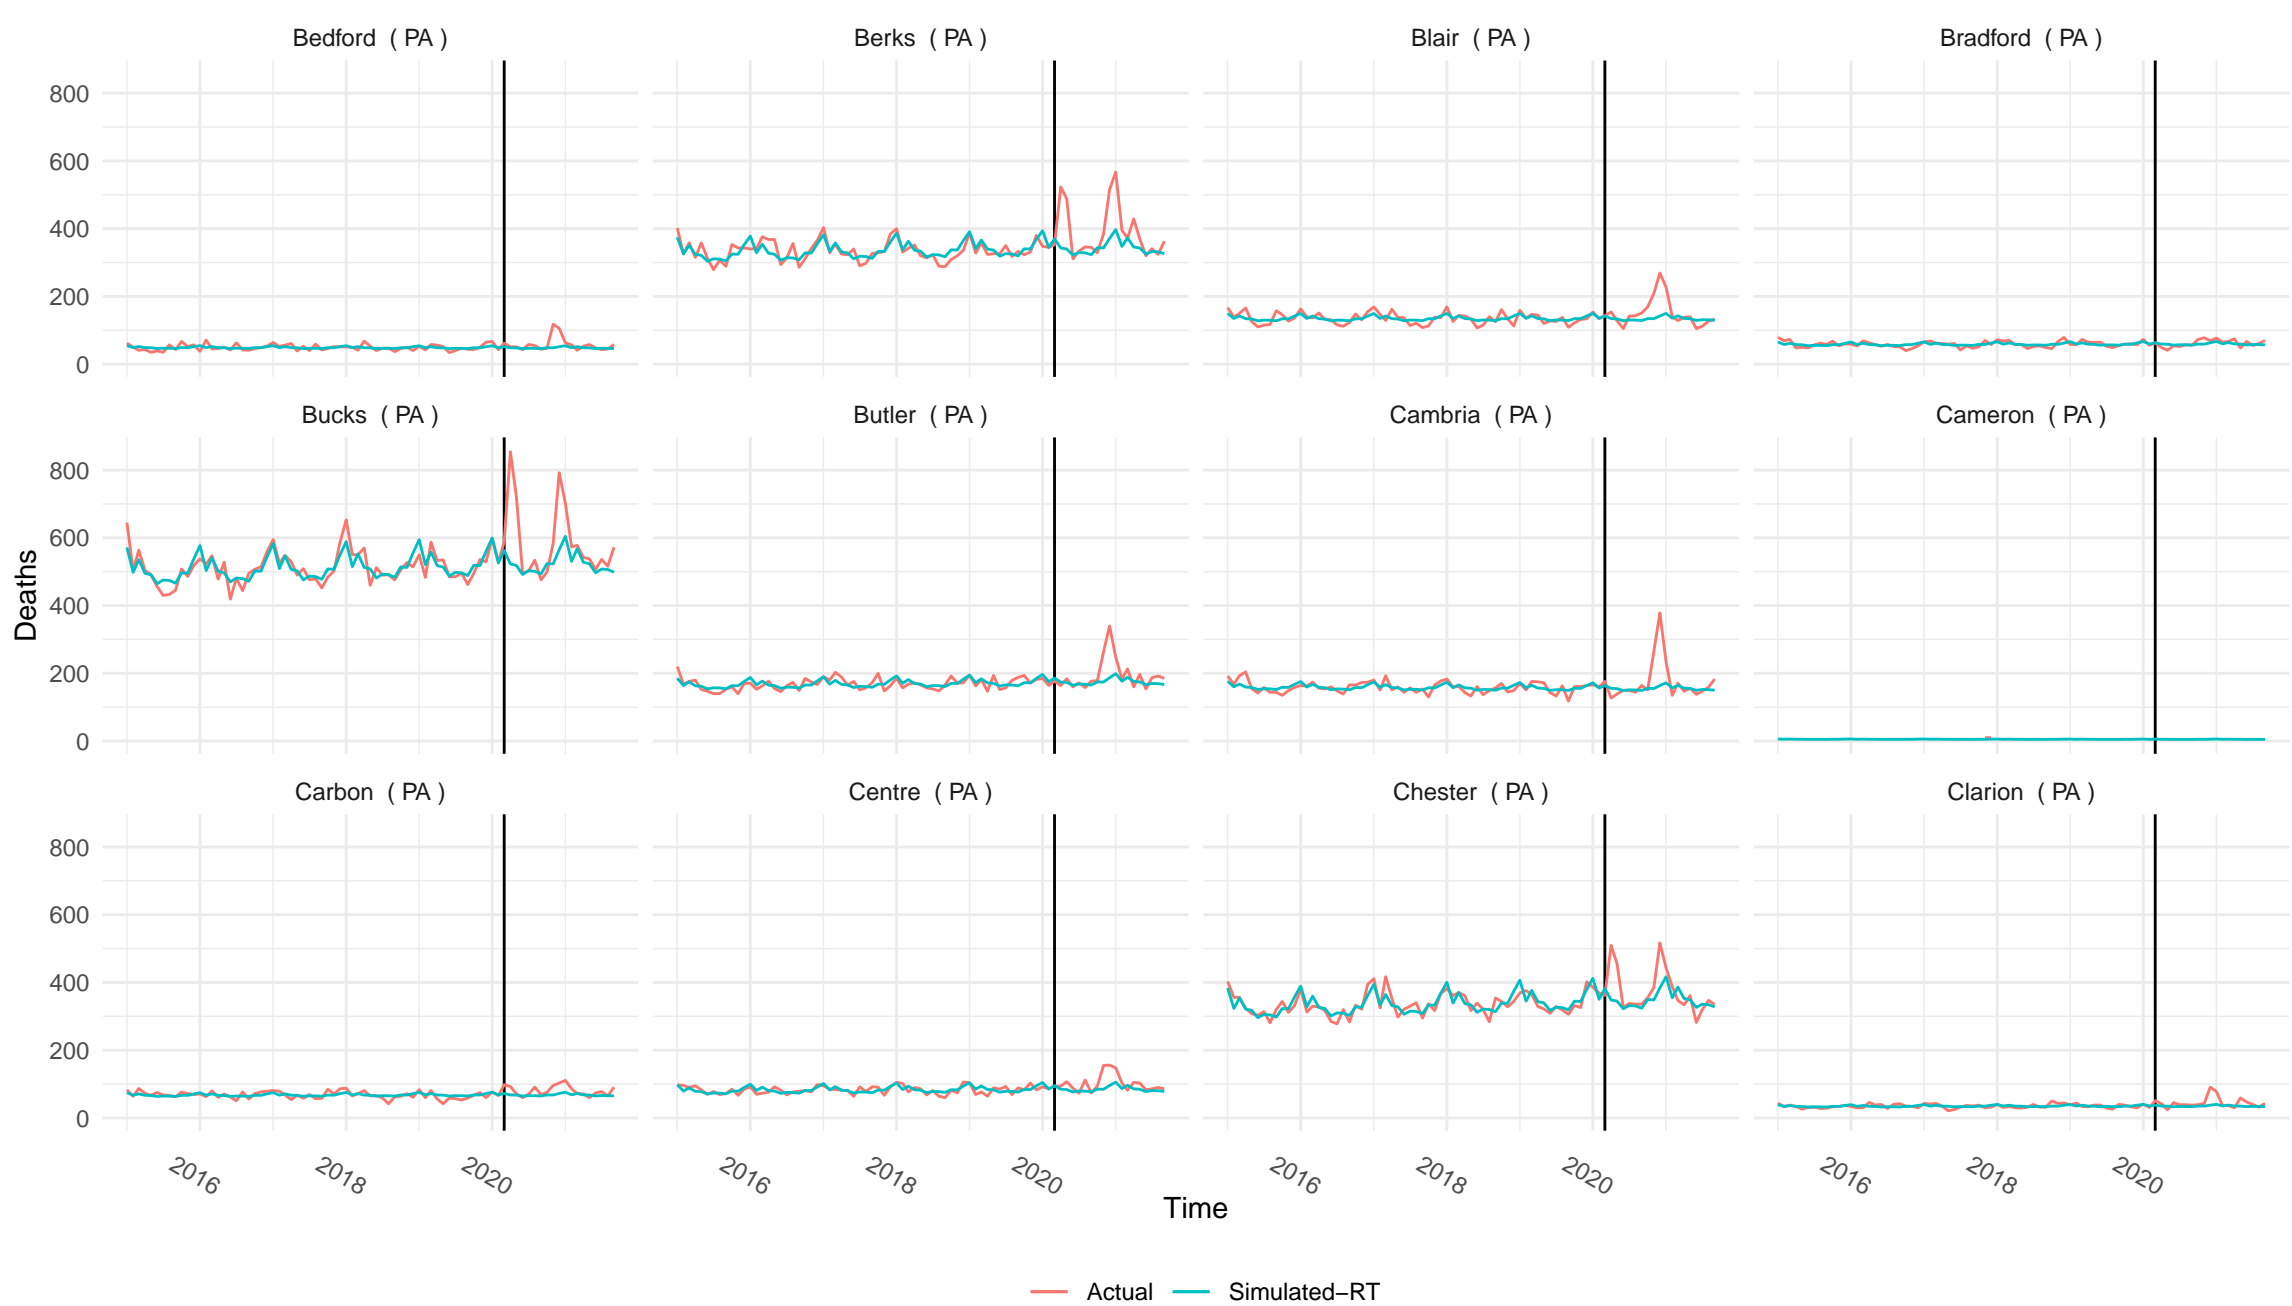 Bedford ( PA ) Berks ( PA ) Blair ( PA ) Bradford ( PA )
800
600
400
200
0
Bucks ( PA ) Butler ( PA ) Cambria ( PA ) Cameron ( PA )
800
600
400
200
0
Deaths
Carbon ( PA ) Centre ( PA ) Chester ( PA ) Clarion ( PA )
800
600
400
200
0
2016 2018 2020 2016 2018 2020 2016 2018 2020 2016 2018 2020
Time
Actual Simulated−RT